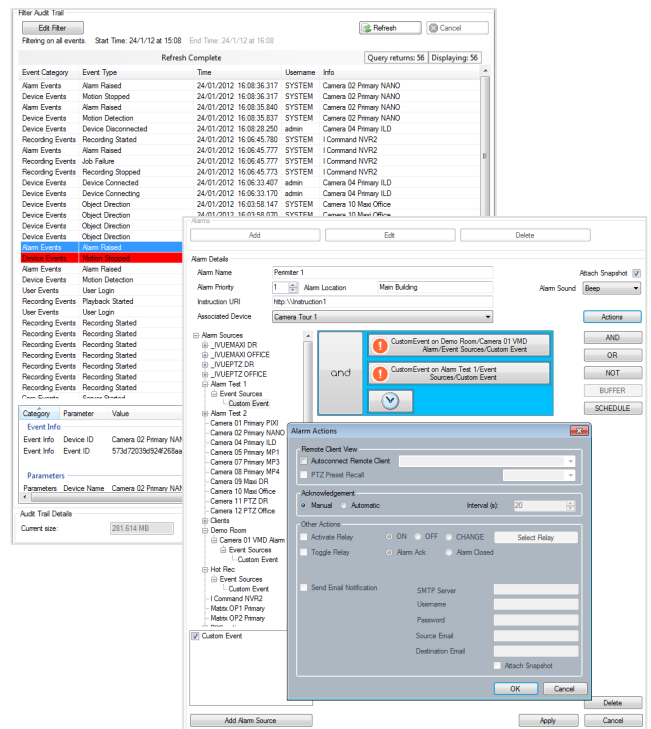 Filter Audit Trail
Edit Filter
Refresh
Cancel
Filtering on all events. Start Time: 24/1/12 at 15:08 End Time: 24/1/12 at 16:08
Refresh Complete
Query returns: 56 Displaying: 56
Event Category Event Type Time Username Info
Alarm Events Alarm Raised 24/01/2012 16:08:36.317 SYSTEM Camera 02 Primary NANO
Device Events Motion Stopped 24/01/2012 16:08:36.317 SYSTEM Camera 02 Primary NANO
Alarm Events Alarm Raised 24/01/2012 16:08:35.840 SYSTEM Camera 02 Primary NANO
Device Events Motion Detection 24/01/2012 16:08:35.837 SYSTEM Camera 02 Primary NANO
Device Events Device Disconnected 24/01/2012 16:08:28.250 admin Camera 04 Primary ILD
Recording Events Recording Started 24/01/2012 16:06:45.780 SYSTEM I Command NVR2
Alarm Events Alarm Raised 24/01/2012 16:06:45.777 SYSTEM I Command NVR2
Recording Events Job Failure 24/01/2012 16:06:45.777 SYSTEM I Command NVR2
Recording Events Recording Stopped 24/01/2012 16:06:45.773 SYSTEM I Command NVR2
Device Events Device Connected 24/01/2012 16:06:33.407 admin Camera 04 Primary ILD
Device Events Device Connecting 24/01/2012 16:06:33.170 admin Camera 04 Primary ILD
Device Events Object Direction 24/01/2012 16:03:58.147 SYSTEM Camera 10 Maxi Office
Device Events Object Direction 24/01/2012 16:03:58.070 SYSTEM Camera 10 Maxi Office
Device Events Object Direction
Device Events Object Direction
Alarm Events Alarm Raised
Device Events Motion Stopped
Alarm Events Alarm Raised
Device Events Motion Detection
User Events User Login
Recording Events Playback Started
User Events User Login
Recording Events Recording Started
Recording Events Recording Started
Recording Events Recording Started
Recording Events Recording Started
Recording Events Recording Started
Recording Events Recording Started
Core Events Server Started
Category Parameter Value
Event Info
Event Info Device ID Camera 02 Primary NAN
Event Info Event ID 573d72039d924f268aa
Parameters
Parameters Device Name Camera 02 Primary NAN
Audit Trail Details
Current size: 281.614 MB
Alarms
Add
Edit
Delete
Alarm Details
Alarm Name Perimiter 1
Attach Snapshot
Alarm Priority 1 Alarm Location Main Building
Alarm Sound Beep
Instruction URI http:\\Instruction1
Associated Device Camera Tour 1
Actions
Alarm Sources
_IVUEMAXI DR
_IVUEMAXI OFFICE
_IVUEPTZ DR
_IVUEPTZ OFFICE
Alarm Test 1
Event Sources
Custom Event
Alarm Test 2
Camera 01 Primary PIXI
Camera 02 Primary NANO
Camera 04 Primary ILD
Camera 05 Primary MP1
Camera 07 Primary MP3
Camera 08 Primary MP4
Camera 09 Maxi DR
Camera 10 Maxi Office
Camera 11 PTZ DR
Camera 12 PTZ Office
Clients
Demo Room
Camera 01 VMD Alarm
Event Sources
Custom Event
Hot Rec
Event Sources
Custom Event
I Command NVR2
Matrix OP1 Primary
Matrix OP2 Primary
and
CustomEvent on Demo Room/Camera 01 VMD
Alarm/Event Sources/Custom Event
CustomEvent on Alarm Test 1/Event
Sources/Custom Event
AND
OR
NOT
BUFFER
SCHEDULE
Custom Event
Alarm Actions
Remote Client View
Autoconnect Remote Client
PTZ Preset Recall
Acknowledgement
Manual Automatic Interval (s): 20
Other Actions
Activate Relay ON OFF CHANGE Select Relay
Toggle Relay Alarm Ack Alarm Closed
Send Email Notification
SMTP Server
Username
Password
Source Email
Destination Email
Attach Snapshot
OK
Cancel
Delete
Add Alarm Source
Apply
Cancel